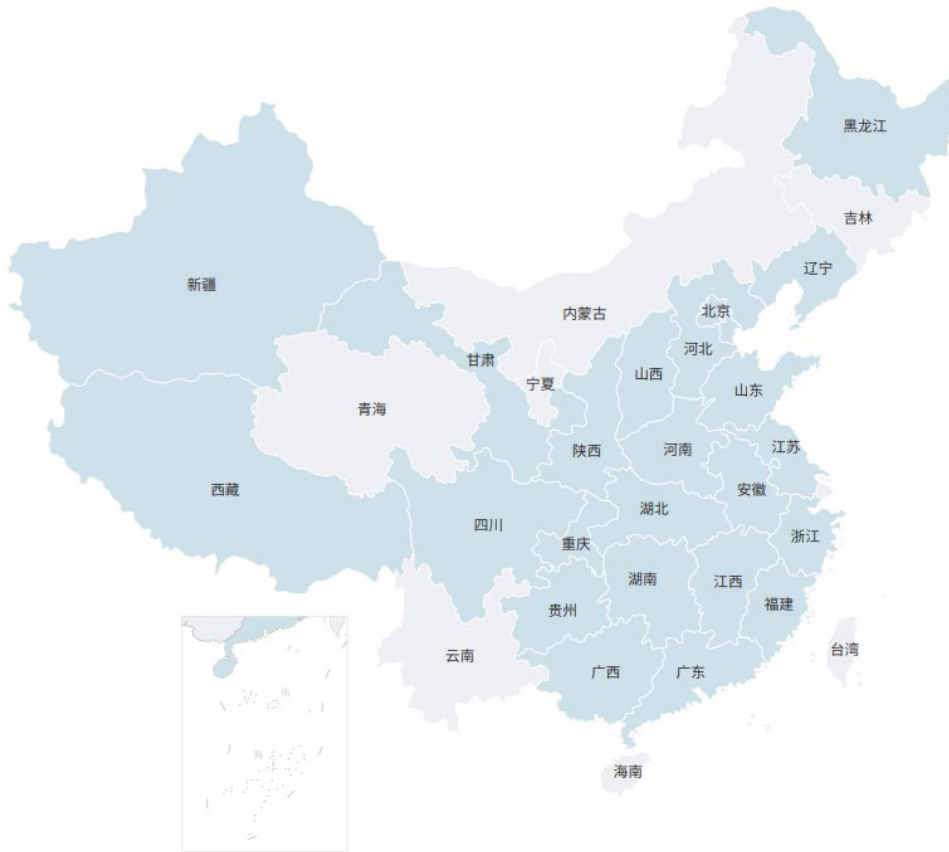 黑龙江
吉林
辽宁
新疆
内蒙古
北京
河北
甘肃
宁夏
山西
山东
青海
陕西
河南
江苏
西藏
安徽
四川
湖北
浙江
重庆
湖南
江西
贵州
福建
云南
广西
广东
台湾
海南
南
海